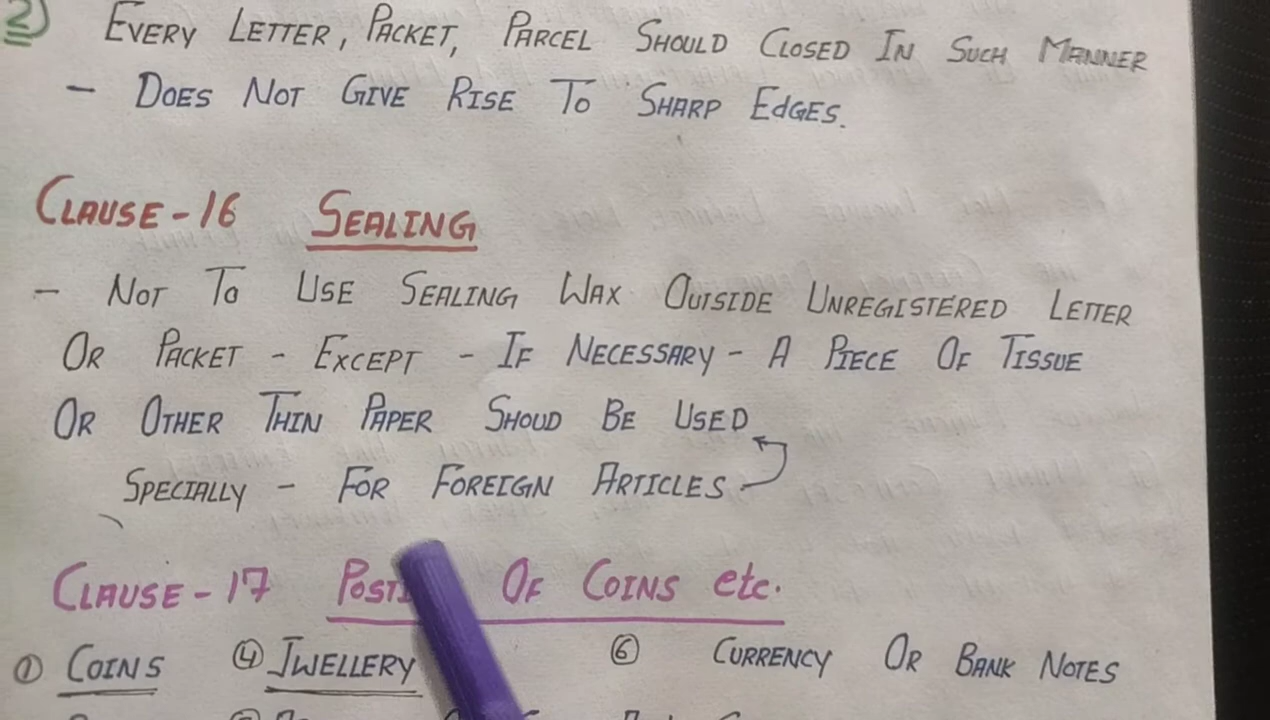 2) EVERY LETTER, PACKET, PARCEL SHOULD CLOSED IN SUCH MANNER
- DOES NOT GIVE RISE TO SHARP EDGES.
CLAUSE-16 SEALING
- NOT TO USE SEALING WAX OUTSIDE UNREGISTERED LETTER
OR PACKET - EXCEPT - IF NECESSARY - A PIECE OF TISSUE
OR OTHER THIN PAPER SHOUD BE USED
SPECIALLY - FOR FOREIGN ARTICLES
CLAUSE-17 OF COINS etc.
① COINS ④ JWELLERY ⑥ CURRENCY OR BANK NOTES